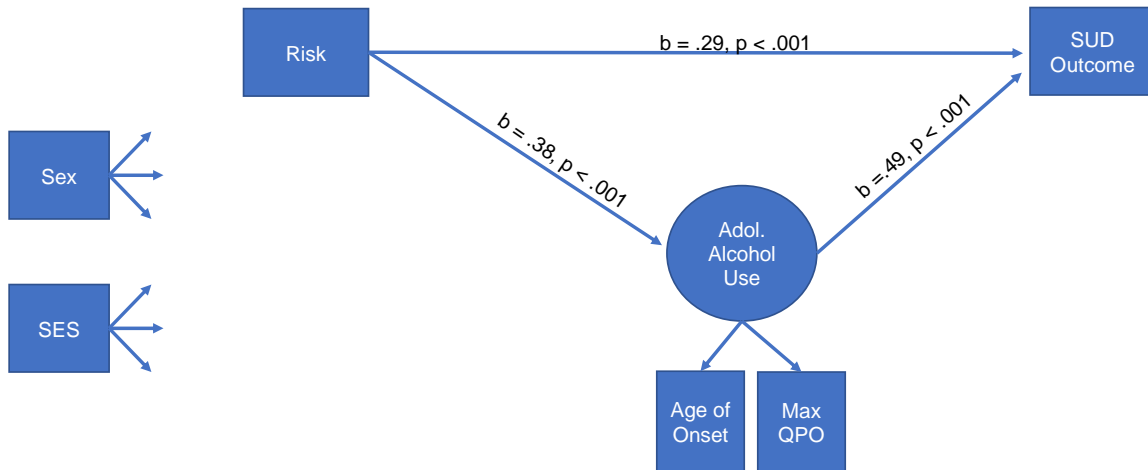 Risk
b = .29, p < .001
SUD
Outcome
Sex
b = .38, p < .001
b =.49, p < .001
Adol.
Alcohol
Use
SES
Age of
Onset
Max
QPO